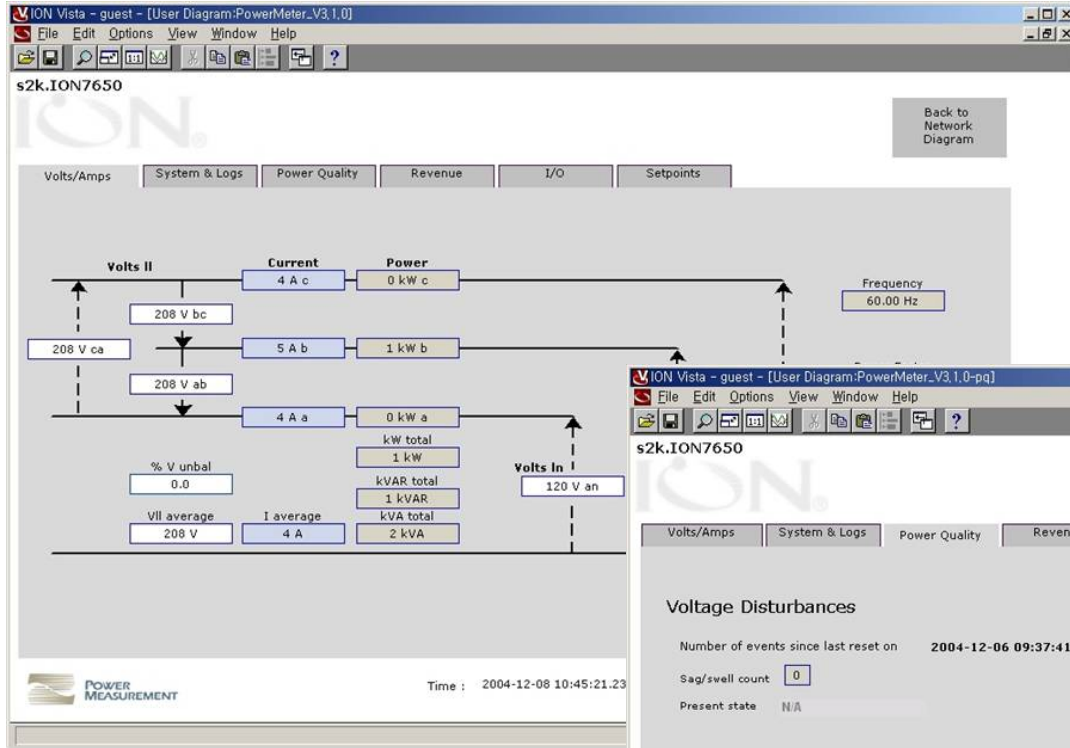 ION Vista - guest - [User Diagram:PowerMeter_V3,1,0]
File Edit Options View Window Help
1:1
?
s2k.ION7650
ION®
Back to
Network
Diagram
Volts/Amps System & Logs Power Quality Revenue I/O Setpoints
Volts ll Current Power
4 A c 0 kW c
Frequency
60.00 Hz
208 V bc
208 V ca 5 A b 1 kW b
208 V ab
4 A a 0 kW a
kW total
1 kW
% V unbal
0.0
Volts ln
120 V an
kVAR total
1 kVAR
Vll average I average kVA total
208 V 4 A 2 kVA
POWER
MEASUREMENT
Time : 2004-12-08 10:45:21.23
ION Vista - guest - [User Diagram:PowerMeter_V3,1,0-pq]
File Edit Options View Window Help
1:1
?
s2k.ION7650
ION®
Volts/Amps System & Logs Power Quality Reven
Voltage Disturbances
Number of events since last reset on 2004-12-06 09:37:41
Sag/swell count 0
Present state N/A